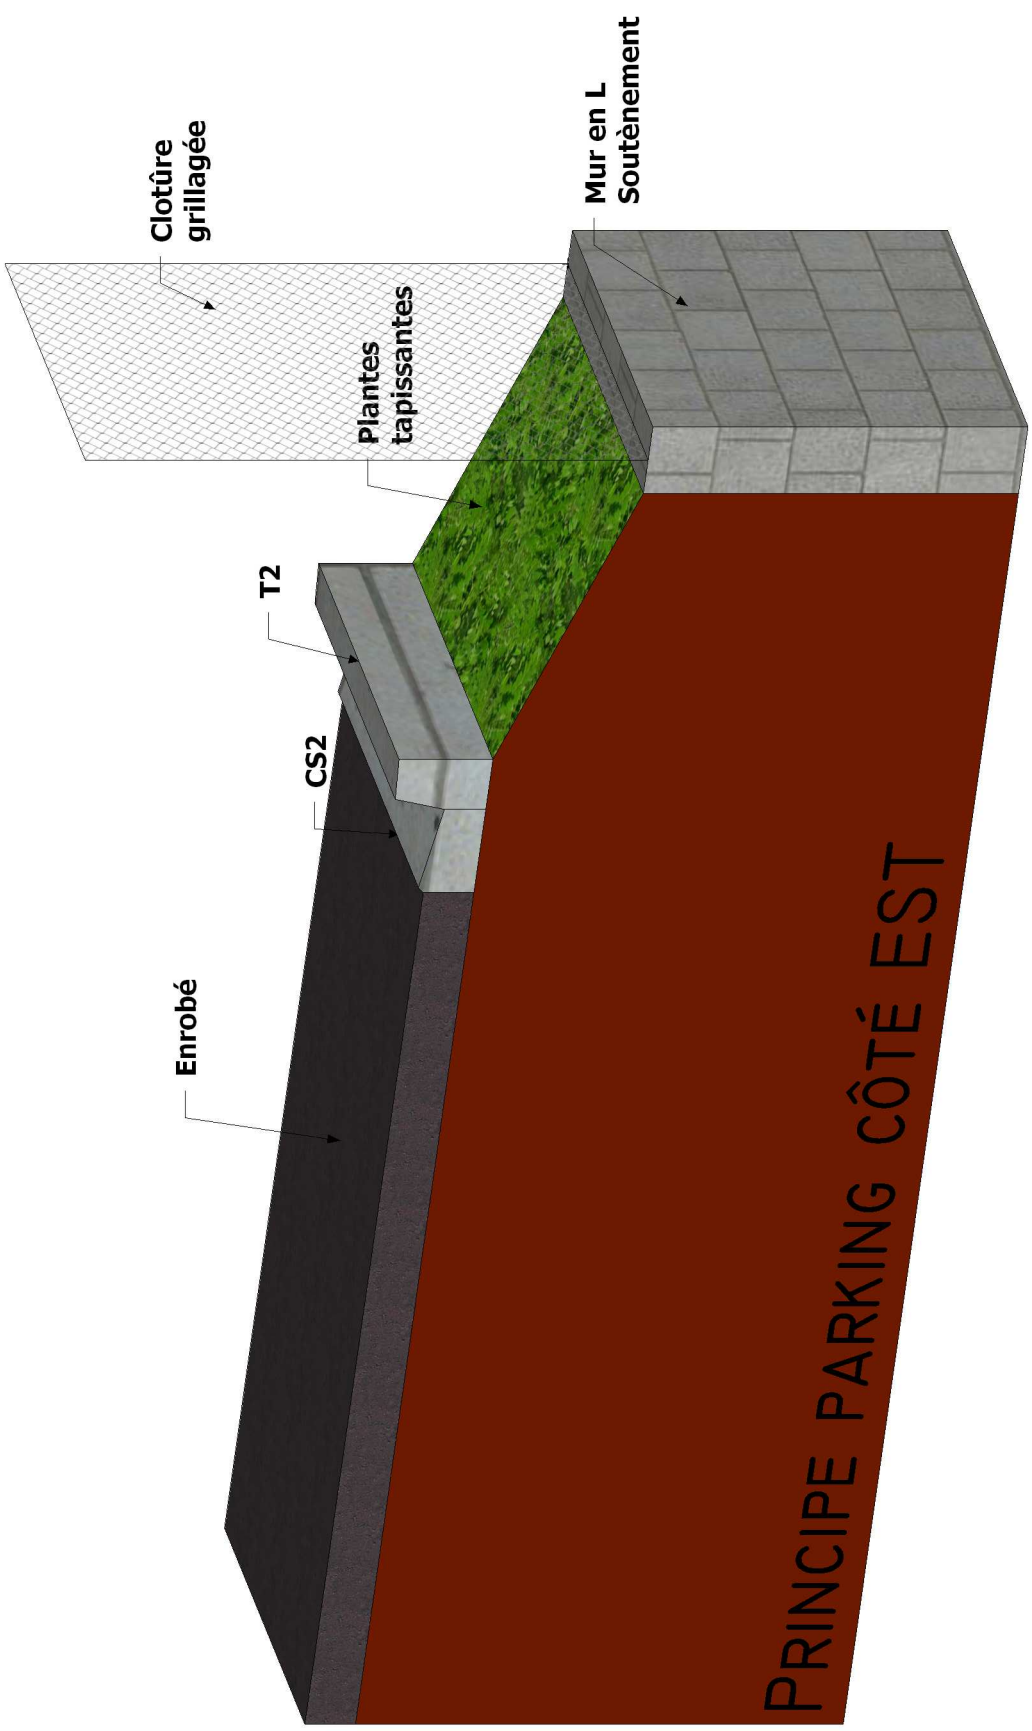 Enrobé
CS2
T2
Plantes
tapissantes
Clotûre
grillagée
Mur en L
Soutènement
PRINCIPE PARKING CÔTÉ EST